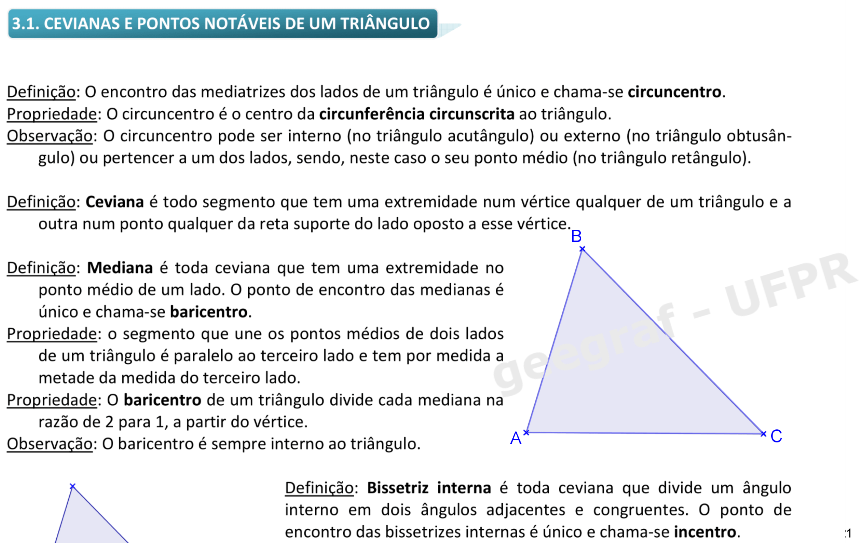 3.1. CEVIANAS E PONTOS NOTÁVEIS DE UM TRIÂNGULO
Definição: O encontro das mediatrizes dos lados de um triângulo é único e chama-se circuncentro.
Propriedade: O circuncentro é o centro da circunferência circunscrita ao triângulo.
Observação: O circuncentro pode ser interno (no triângulo acutângulo) ou externo (no triângulo obtusân-
gulo) ou pertencer a um dos lados, sendo, neste caso o seu ponto médio (no triângulo retângulo).
Definição: Ceviana é todo segmento que tem uma extremidade num vértice qualquer de um triângulo e a
outra num ponto qualquer da reta suporte do lado oposto a esse vértice.
B
Definição: Mediana é toda ceviana que tem uma extremidade no
ponto médio de um lado. O ponto de encontro das medianas é
único e chama-se baricentro.
Propriedade: o segmento que une os pontos médios de dois lados
de um triângulo é paralelo ao terceiro lado e tem por medida a
metade da medida do terceiro lado.
Propriedade: O baricentro de um triângulo divide cada mediana na
razão de 2 para 1, a partir do vértice.
Observação: O baricentro é sempre interno ao triângulo.
A
C
geegraf - UFPR
Definição: Bissetriz interna é toda ceviana que divide um ângulo
interno em dois ângulos adjacentes e congruentes. O ponto de
encontro das bissetrizes internas é único e chama-se incentro.